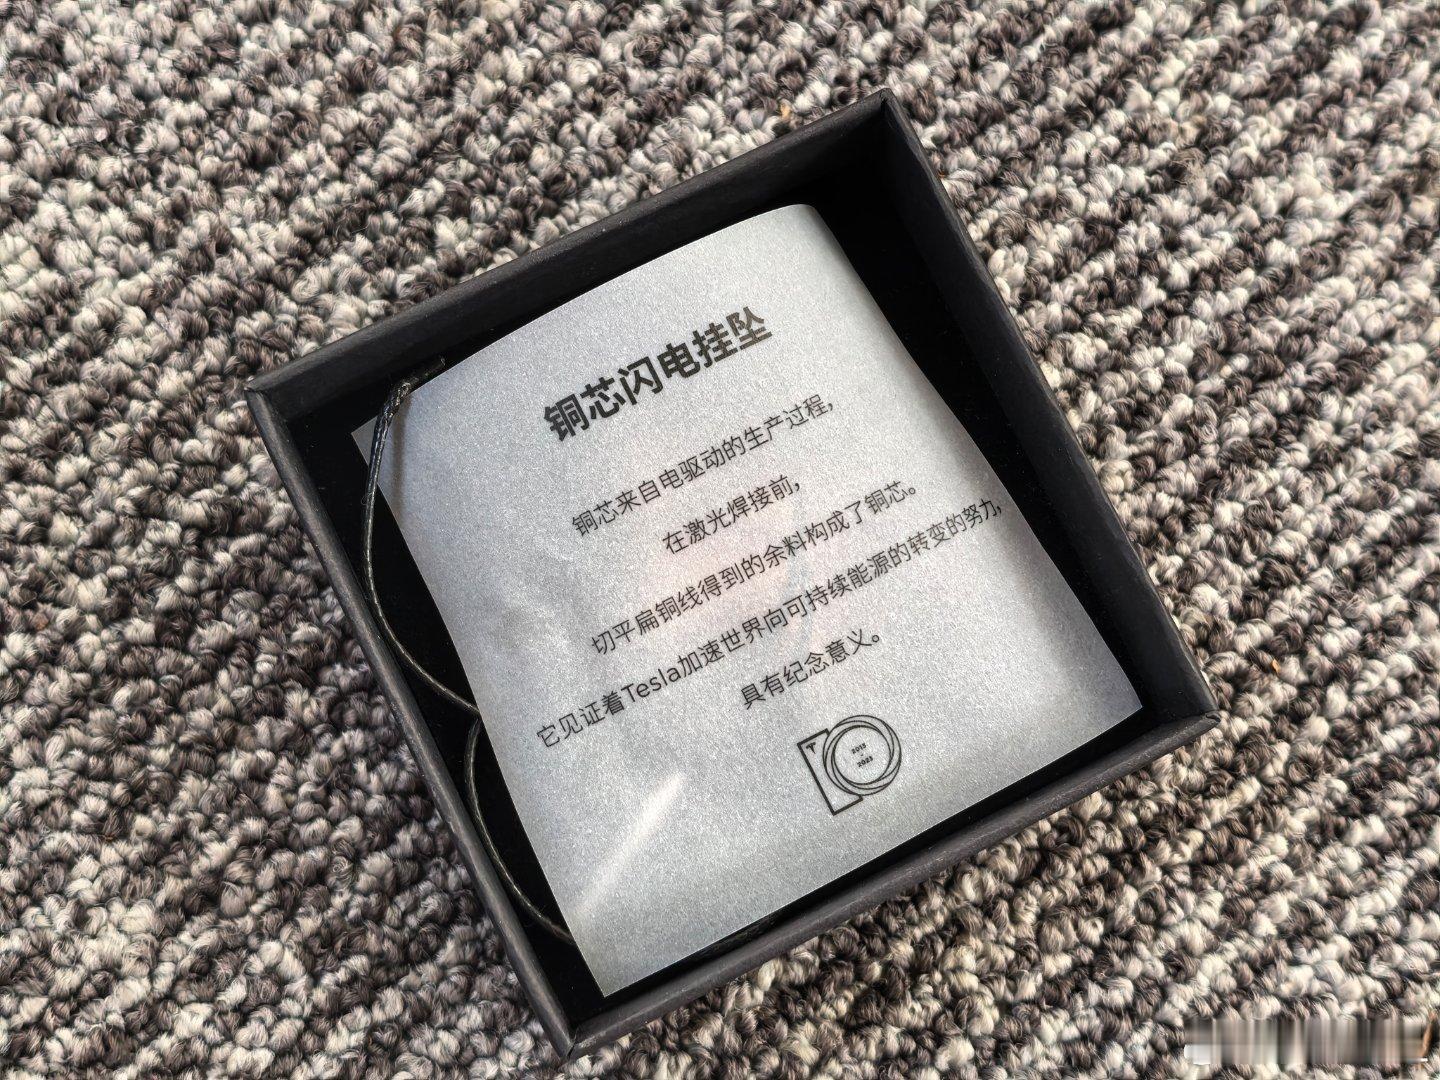 铜芯闪电挂坠
铜芯来自电驱动的生产过程，
在激光焊接前，
切平扁铜线得到的余料构成了铜芯。
它见证着Tesla加速世界向可持续能源的转变的努力，
具有纪念意义。
2013
2023